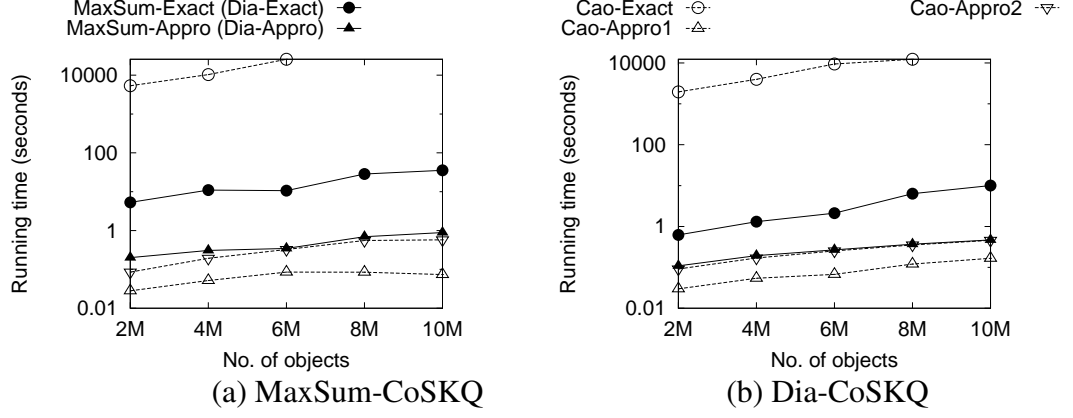 MaxSum-Exact (Dia-Exact)
MaxSum-Appro (Dia-Appro)
Cao-Exact
Cao-Appro1
Cao-Appro2
Running time (seconds)
10000
100
1
0.01
2M 4M 6M 8M 10M
No. of objects
(a) MaxSum-CoSKQ
Running time (seconds)
10000
100
1
0.01
2M 4M 6M 8M 10M
No. of objects
(b) Dia-CoSKQ